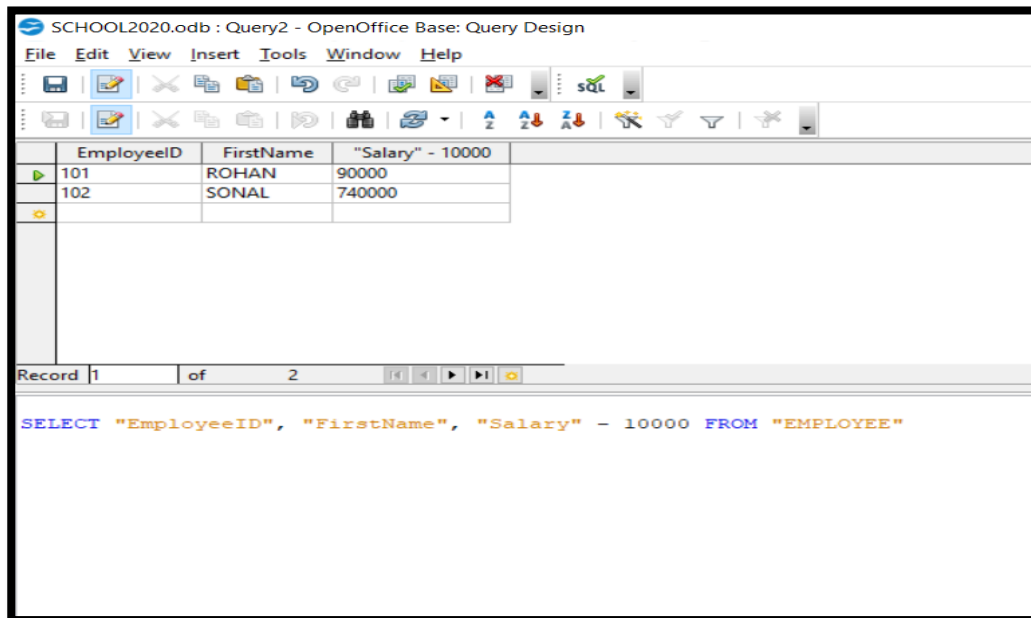 SCHOOL2020.odb : Query2 - OpenOffice Base: Query Design
File Edit View Insert Tools Window Help
SQL
A Z A Z Z A
EmployeeID FirstName "Salary" - 10000
101 ROHAN 90000
102 SONAL 740000
Record 1 of 2
SELECT "EmployeeID", "FirstName", "Salary" - 10000 FROM "EMPLOYEE"